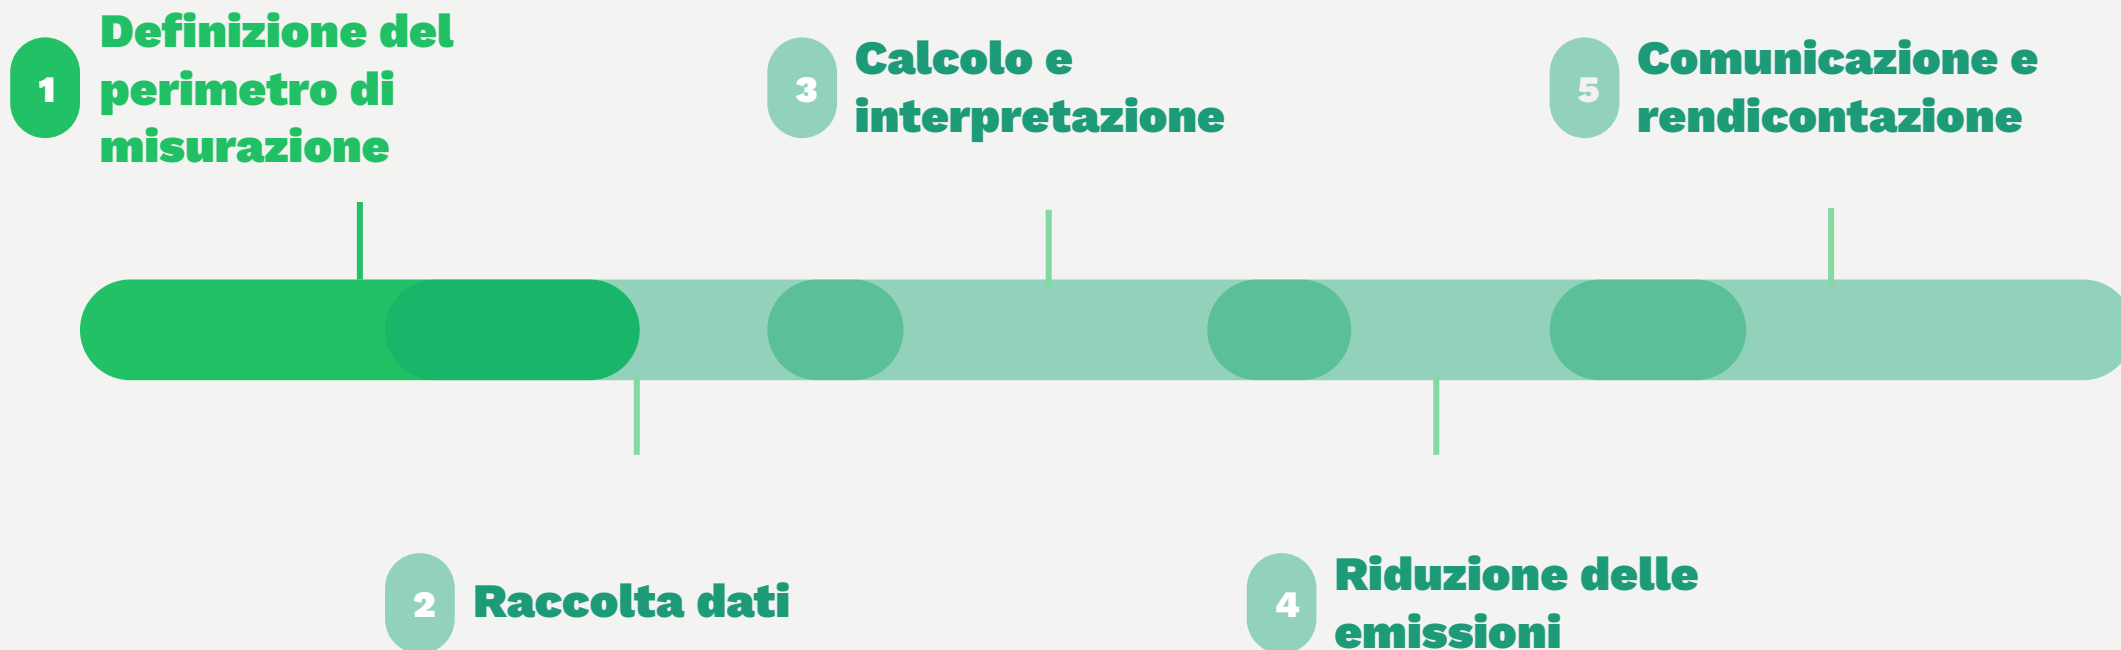 1
Definizione del
perimetro di
misurazione
3
Calcolo e
interpretazione
5
Comunicazione e
rendicontazione
2
Raccolta dati
4
Riduzione delle
emissioni